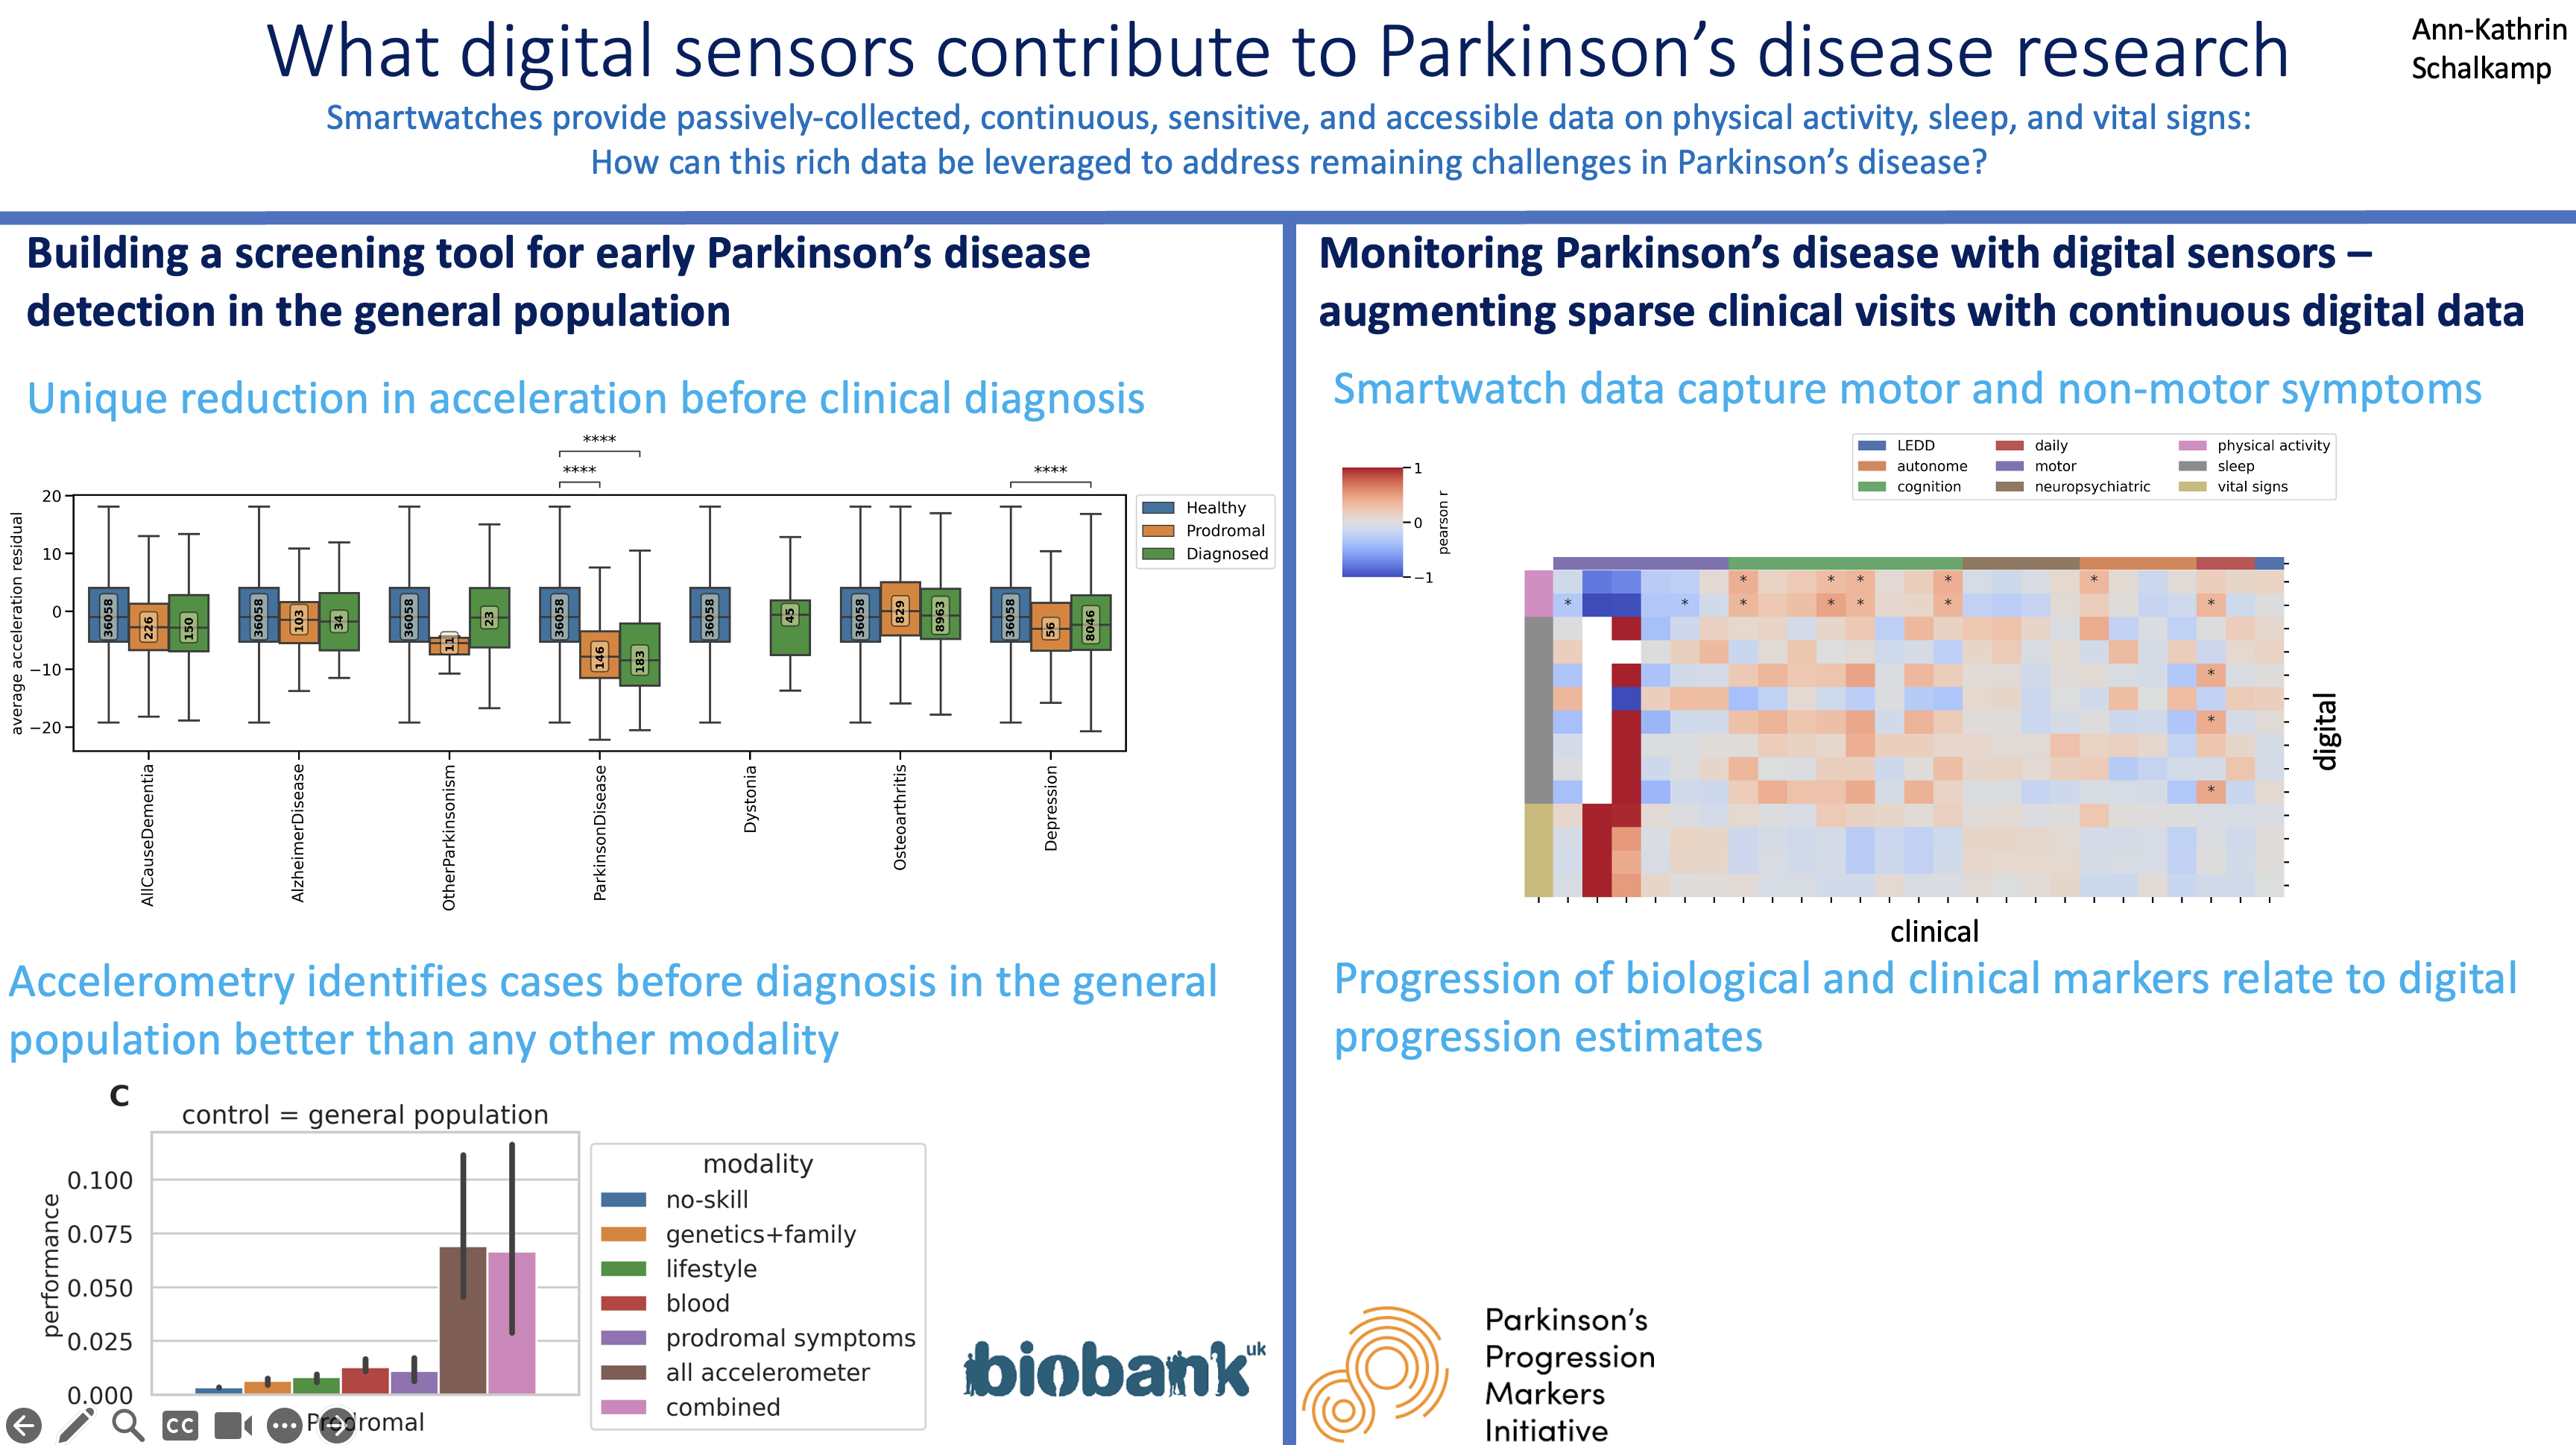 What digital sensors contribute to Parkinson's disease research
Ann-Kathrin
Schalkamp
Smartwatches provide passively-collected, continuous, sensitive, and accessible data on physical activity, sleep, and vital signs:
How can this rich data be leveraged to address remaining challenges in Parkinson's disease?
Building a screening tool for early Parkinson's disease
detection in the general population
Unique reduction in acceleration before clinical diagnosis
****
****
****
20
10
0
−10
−20
average acceleration residual
36058
226
150
36058
103
34
36058
11
23
36058
146
183
36058
45
36058
829
8963
36058
56
8046
Healthy
Prodromal
Diagnosed
AllCauseDementia
AlzheimerDisease
OtherParkinsonism
ParkinsonDisease
Dystonia
Osteoarthritis
Depression
Accelerometry identifies cases before diagnosis in the general
population better than any other modality
C
control = general population
performance
0.100
0.075
0.050
0.025
0.000
Prodromal
modality
no-skill
genetics+family
lifestyle
blood
prodromal symptoms
all accelerometer
combined
CC
biobank uk
Monitoring Parkinson's disease with digital sensors –
augmenting sparse clinical visits with continuous digital data
Smartwatch data capture motor and non-motor symptoms
LEDD
autonome
cognition
daily
motor
neuropsychiatric
physical activity
sleep
vital signs
1
0
−1
pearson r
* * * * *
* * * * * * *
*
*
*
digital
clinical
Progression of biological and clinical markers relate to digital
progression estimates
Parkinson's
Progression
Markers
Initiative